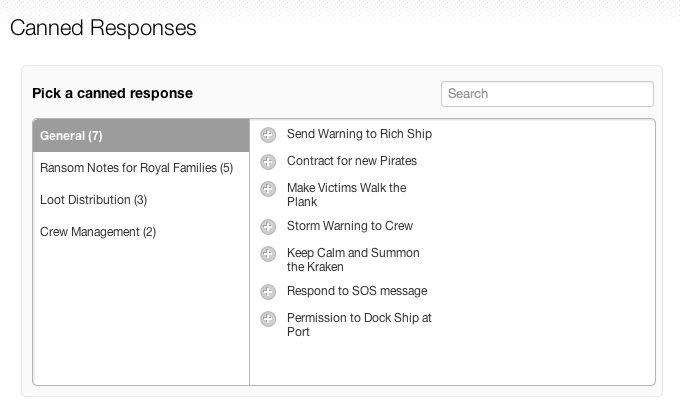 Canned Responses
Pick a canned response
Search
General (7)
Ransom Notes for Royal Families (5)
Loot Distribution (3)
Crew Management (2)
Send Warning to Rich Ship
Contract for new Pirates
Make Victims Walk the
Plank
Storm Warning to Crew
Keep Calm and Summon
the Kraken
Respond to SOS message
Permission to Dock Ship at
Port